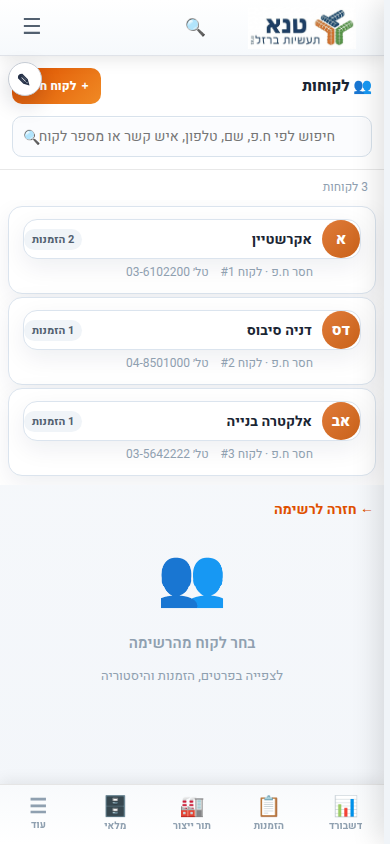 טנא
תעשיות ברזל
👥 לקוחות
+ לקוח
חיפוש לפי ח.פ, שם, טלפון, איש קשר או מספר לקוח
3 לקוחות
א
אקרשטיין
2 הזמנות
חסר ח.פ · לקוח #1
טל׳ 03-6102200
דס
דניה סיבוס
1 הזמנות
חסר ח.פ · לקוח #2
טל׳ 04-8501000
אב
אלקטרה בנייה
1 הזמנות
חסר ח.פ · לקוח #3
טל׳ 03-5642222
← חזרה לרשימה
בחר לקוח מהרשימה
לצפייה בפרטים, הזמנות והיסטוריה
דשבורד
הזמנות
תור ייצור
מלאי
עוד